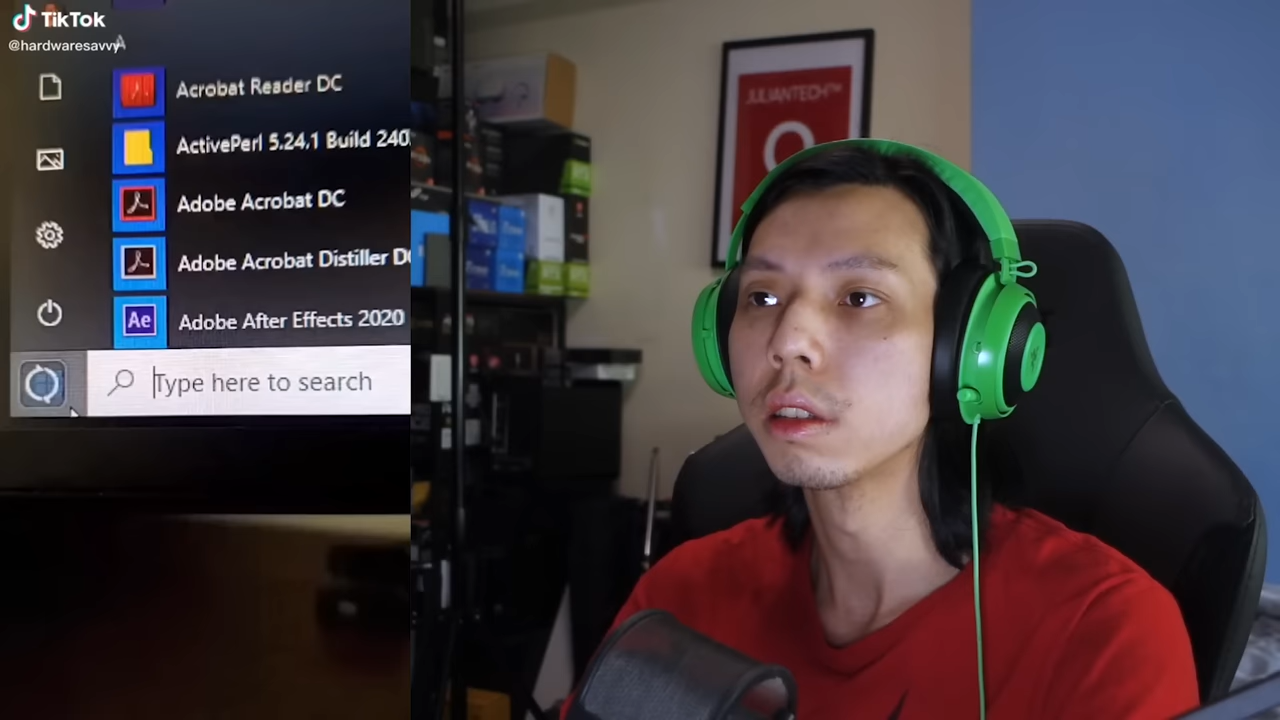 TikTok
@hardwaresavvy
A
Acrobat Reader DC
ActivePerl 5.24.1 Build 240
Adobe Acrobat DC
Adobe Acrobat Distiller D
Ae
Adobe After Effects 2020
Type here to search
JULIANTECH™